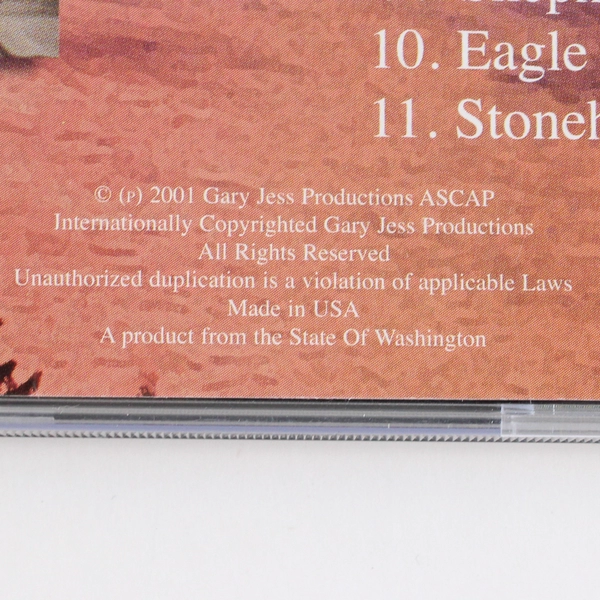 10. Eagle
11.
© (P) 2001 Gary Jess Productions ASCAP
Internationally Copyrighted Gary Jess Productions
All Rights Reserved
Unauthorized duplication is a violation of applicable Laws
Made in USA
A product from the State Of Washington